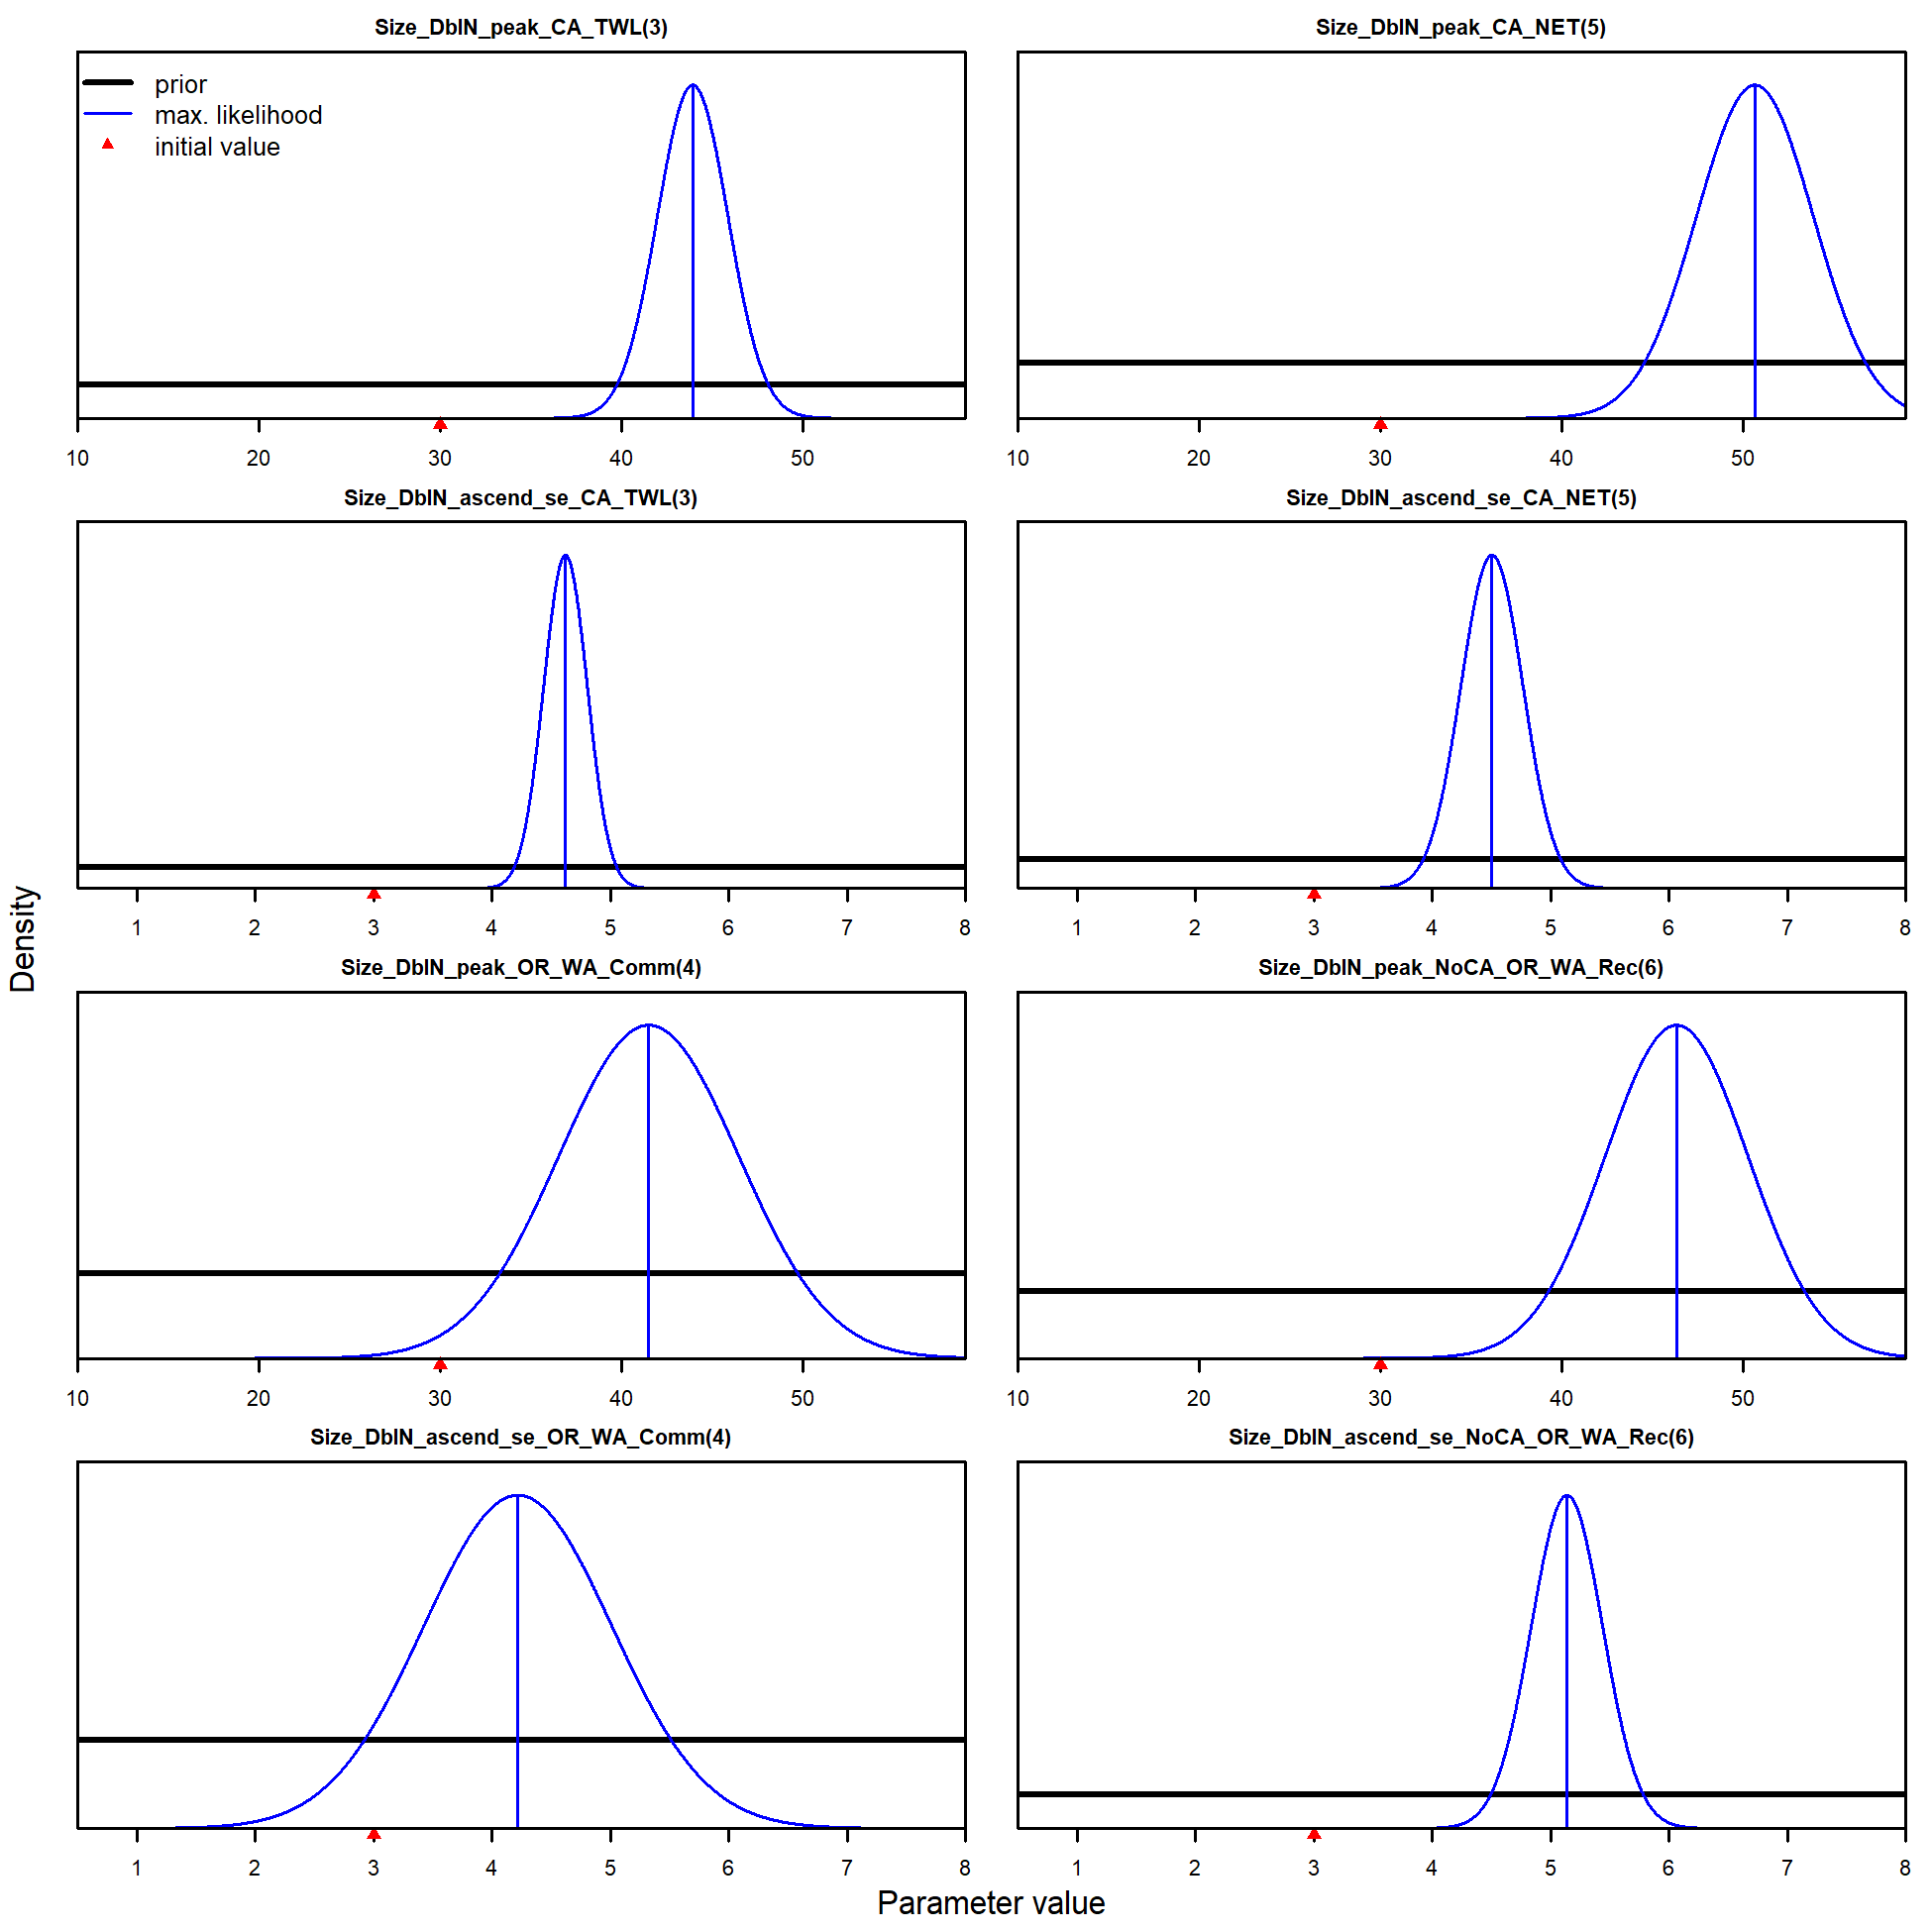 Size_DblN_peak_CA_TWL(3)
prior
max. likelihood
initial value
10 20 30 40 50
Size_DblN_peak_CA_NET(5)
10 20 30 40 50
Size_DblN_ascend_se_CA_TWL(3)
1 2 3 4 5 6 7 8
Size_DblN_ascend_se_CA_NET(5)
1 2 3 4 5 6 7 8
Density
Size_DblN_peak_OR_WA_Comm(4)
10 20 30 40 50
Size_DblN_peak_NoCA_OR_WA_Rec(6)
10 20 30 40 50
Size_DblN_ascend_se_OR_WA_Comm(4)
1 2 3 4 5 6 7 8
Size_DblN_ascend_se_NoCA_OR_WA_Rec(6)
1 2 3 4 5 6 7 8
Parameter value